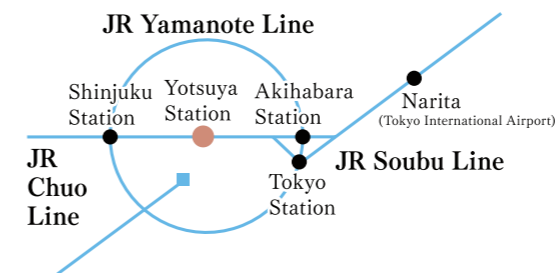 JR Yamanote Line
Shinjuku
Station
Yotsuya
Station
Akihabara
Station
Narita
(Tokyo International Airport)
JR
Chuo
Line
JR Soubu Line
Tokyo
Station